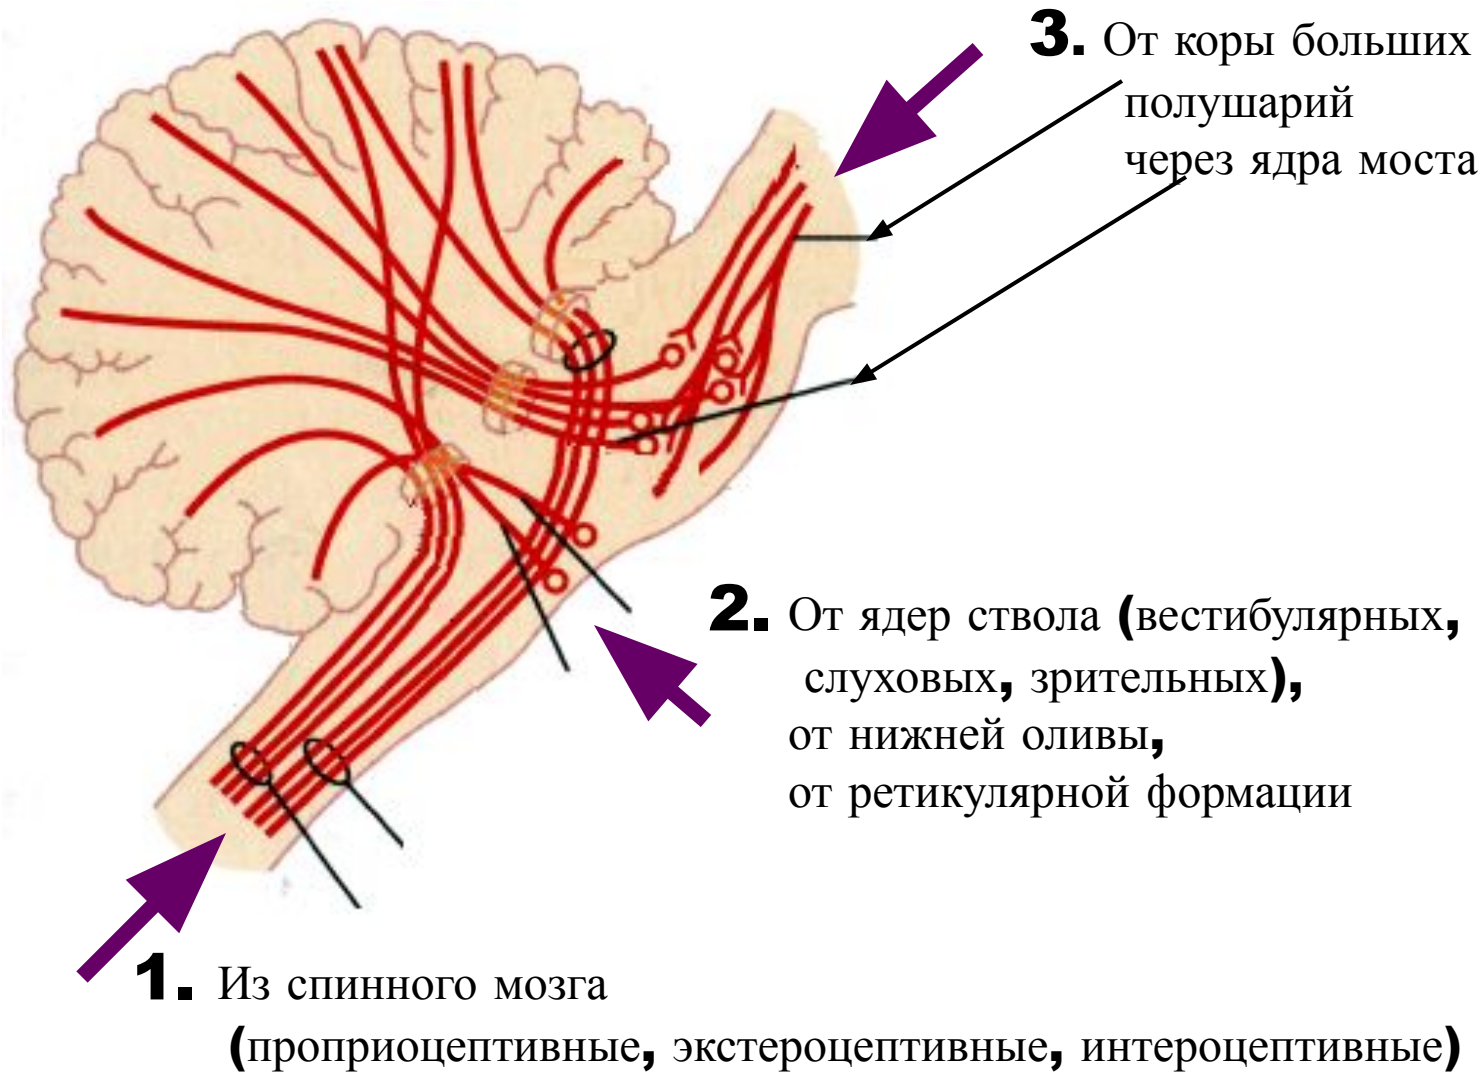 3. От коры больших
полушарий
через ядра моста
2. От ядер ствола (вестибулярных,
слуховых, зрительных),
от нижней оливы,
от ретикулярной формации
1. Из спинного мозга
(проприоцептивные, экстероцептивные, интероцептивные)